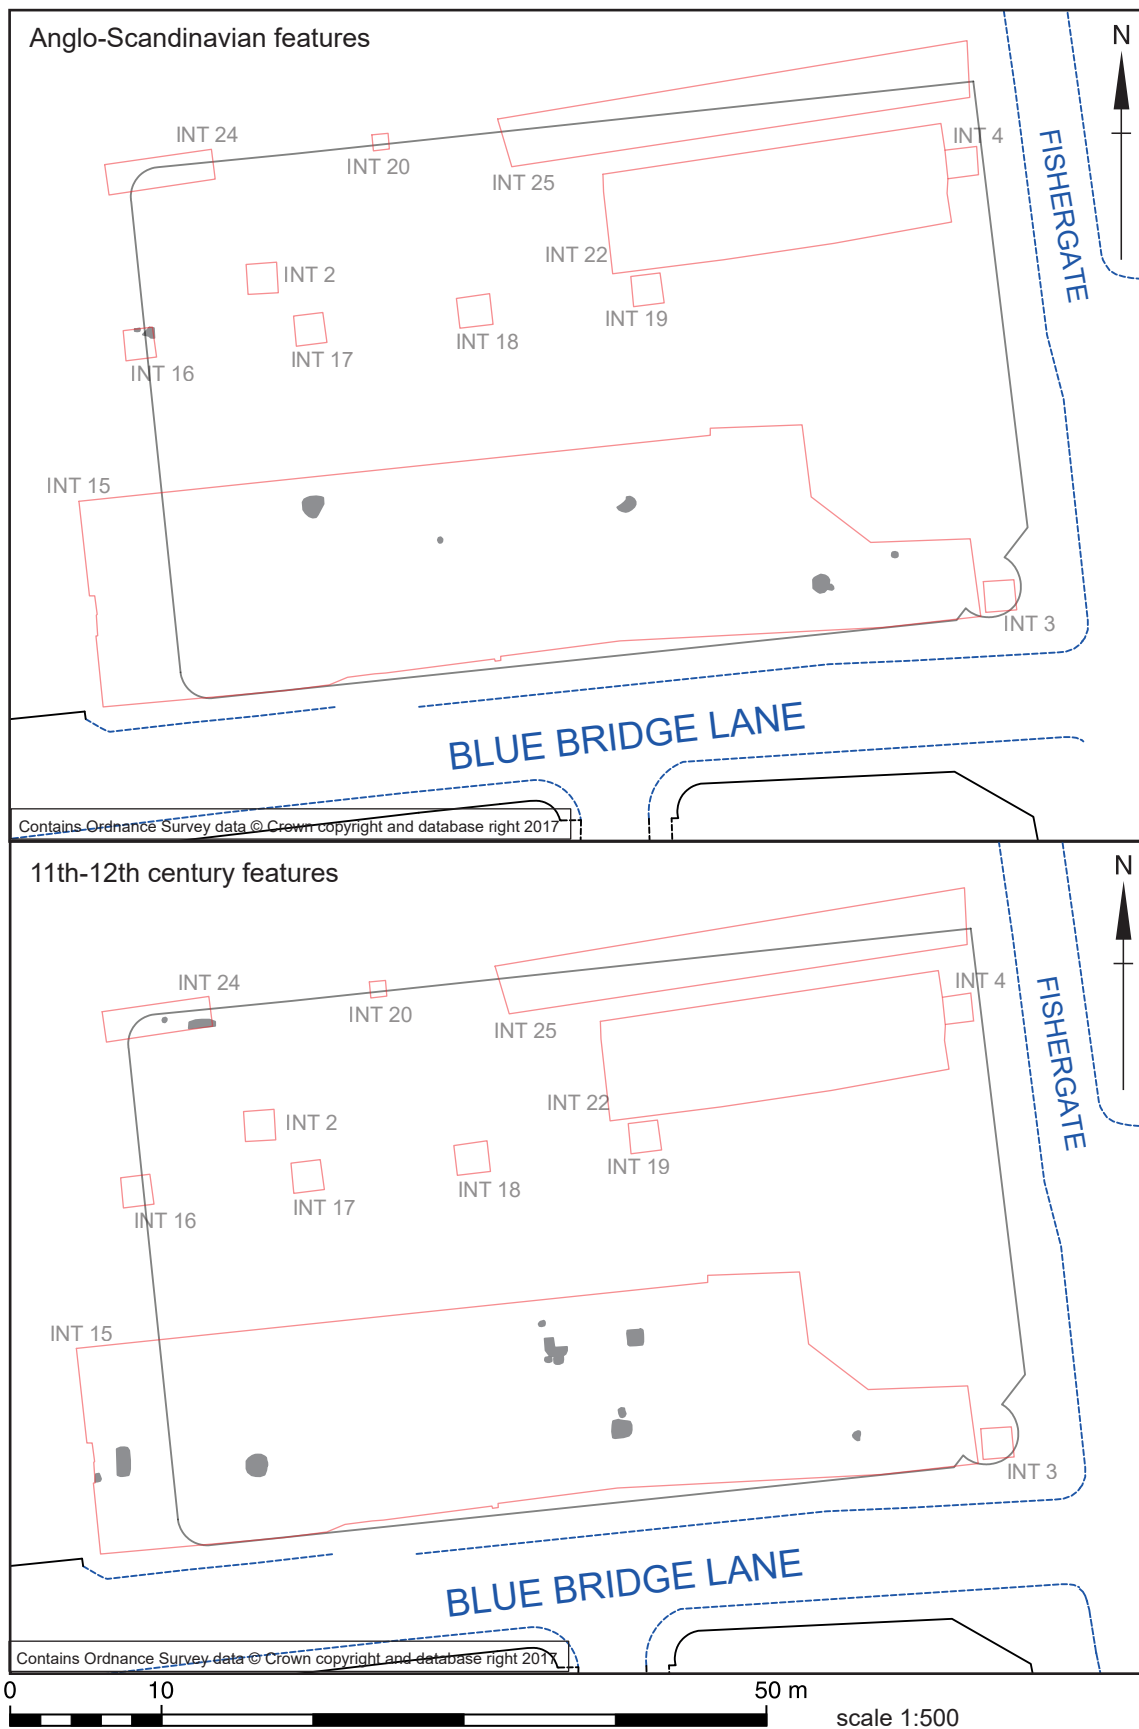 Anglo-Scandinavian features
N
INT 24
INT 20
INT 4
INT 25
FISHERGATE
INT 22
INT 2
INT 19
INT 18
INT 17
INT 16
INT 15
INT 3
BLUE BRIDGE LANE
Contains Ordnance Survey data © Crown copyright and database right 2017
11th-12th century features
N
INT 24
INT 20
INT 4
INT 25
FISHERGATE
INT 22
INT 2
INT 19
INT 18
INT 17
INT 16
INT 15
INT 3
BLUE BRIDGE LANE
Contains Ordnance Survey data © Crown copyright and database right 2017
0 10 50 m
scale 1:500